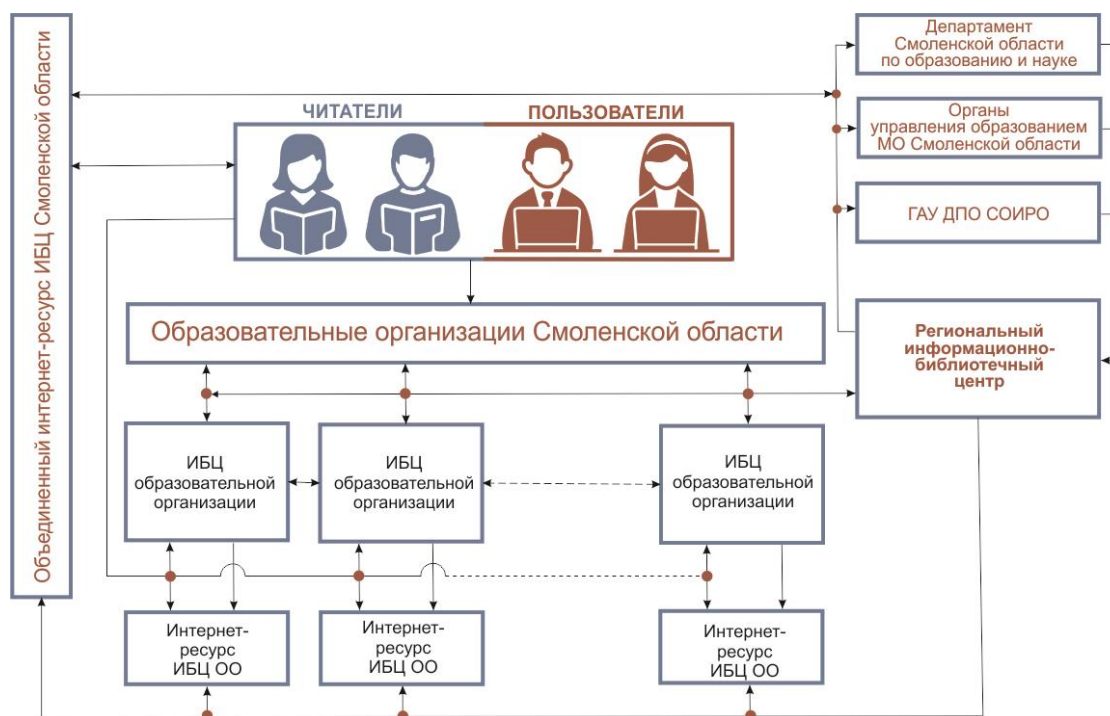 Объединенный интернет-ресурс ИБЦ Смоленской области
Департамент
Смоленской области
по образованию и науке
ЧИТАТЕЛИ
ПОЛЬЗОВАТЕЛИ
Органы
управления образованием
МО Смоленской области
ГАУ ДПО СОИРО
Образовательные организации Смоленской области
Региональный
информационно-
библиотечный
центр
ИБЦ
образовательной
организации
ИБЦ
образовательной
организации
ИБЦ
образовательной
организации
Интернет-
ресурс
ИБЦ ОО
Интернет-
ресурс
ИБЦ ОО
Интернет-
ресурс
ИБЦ ОО